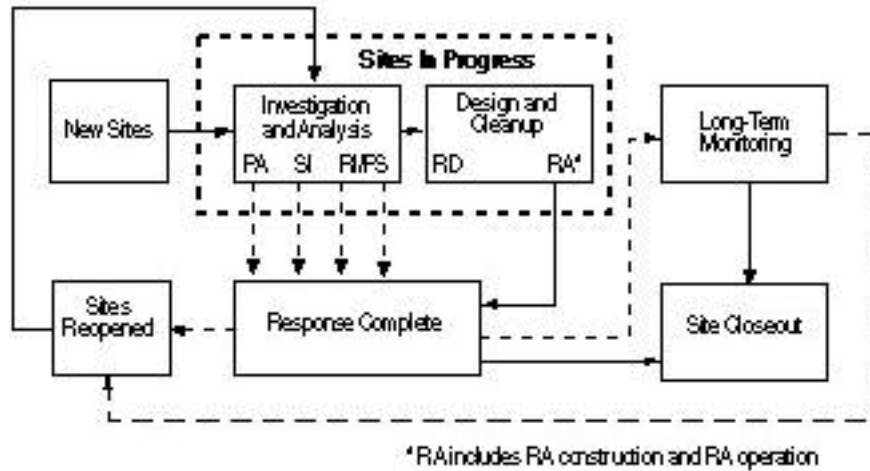 Sites In Progress
New Sites
Investigation
and Analysis
PA SI RI/FS
Design and
Cleanup
RD RA*
Long-Term
Monitoring
Sites
Reopened
Response Complete
Site Closeout
*RA includes RA construction and RA operation